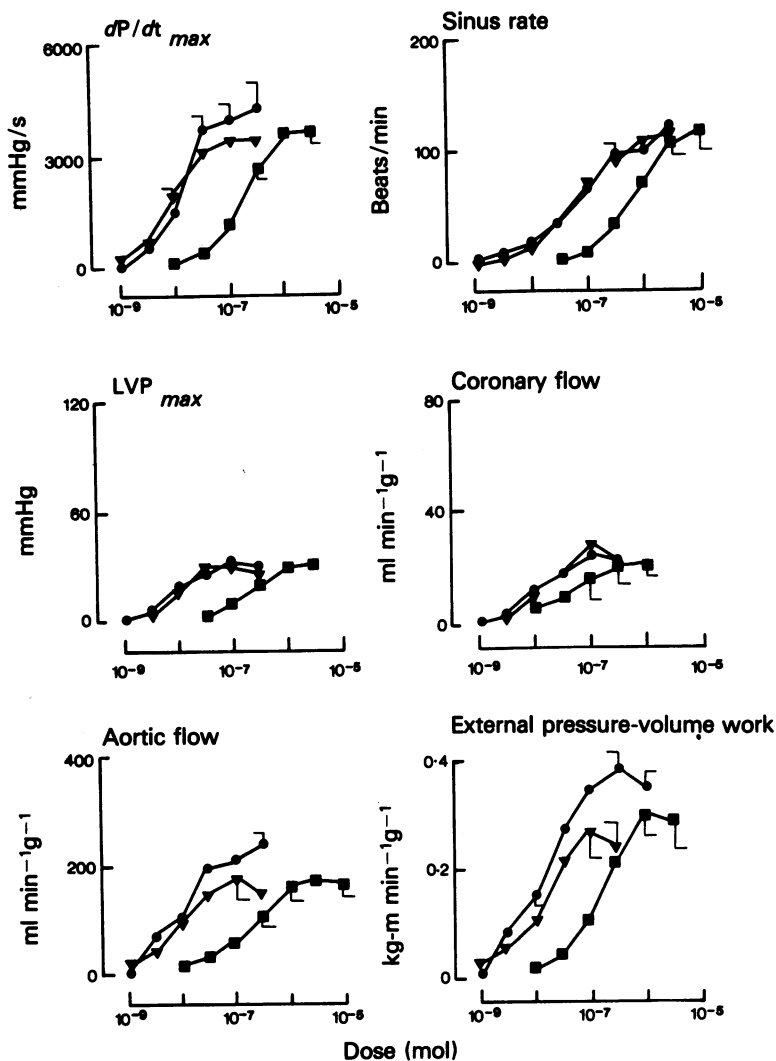 dP/dt max
6000
3000
0
mmHg/s
10-9
10-7
10-5
Sinus rate
200
100
0
Beats/min
10-9
10-7
10-5
LVP max
120
60
0
mmHg
10-9
10-7
10-5
Coronary flow
80
40
0
ml min-1g-1
10-9
10-7
10-5
Aortic flow
400
200
0
ml min-1g-1
10-9
10-7
10-5
External pressure-volume work
0·4
0·2
0
kg-m min-1g-1
10-9
10-7
10-5
Dose (mol)